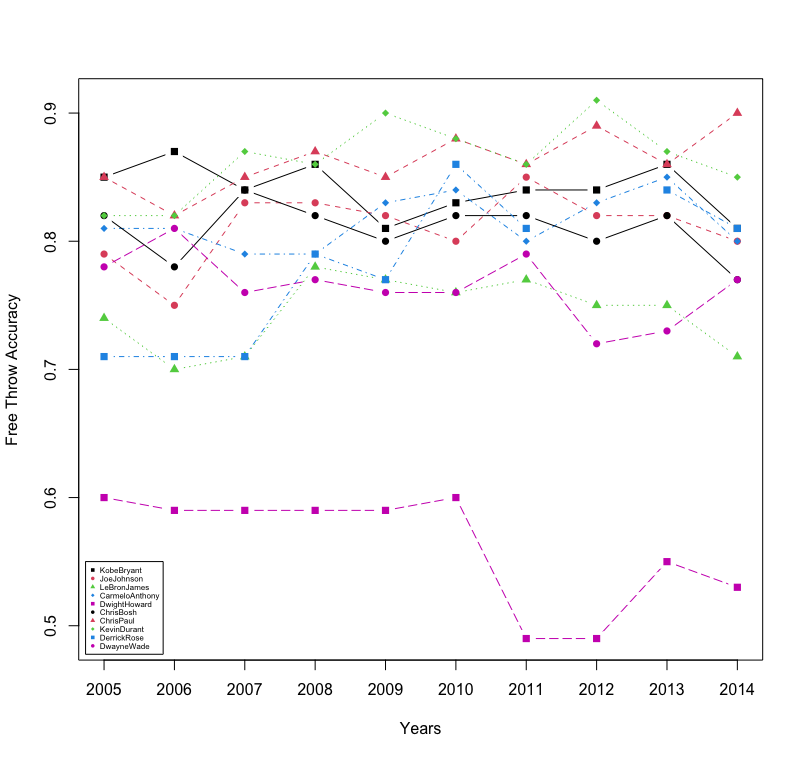 0.9
0.8
0.7
0.6
0.5
Free Throw Accuracy
KobeBryant
JoeJohnson
LeBronJames
CarmeloAnthony
DwightHoward
ChrisBosh
ChrisPaul
KevinDurant
DerrickRose
DwayneWade
2005 2006 2007 2008 2009 2010 2011 2012 2013 2014
Years